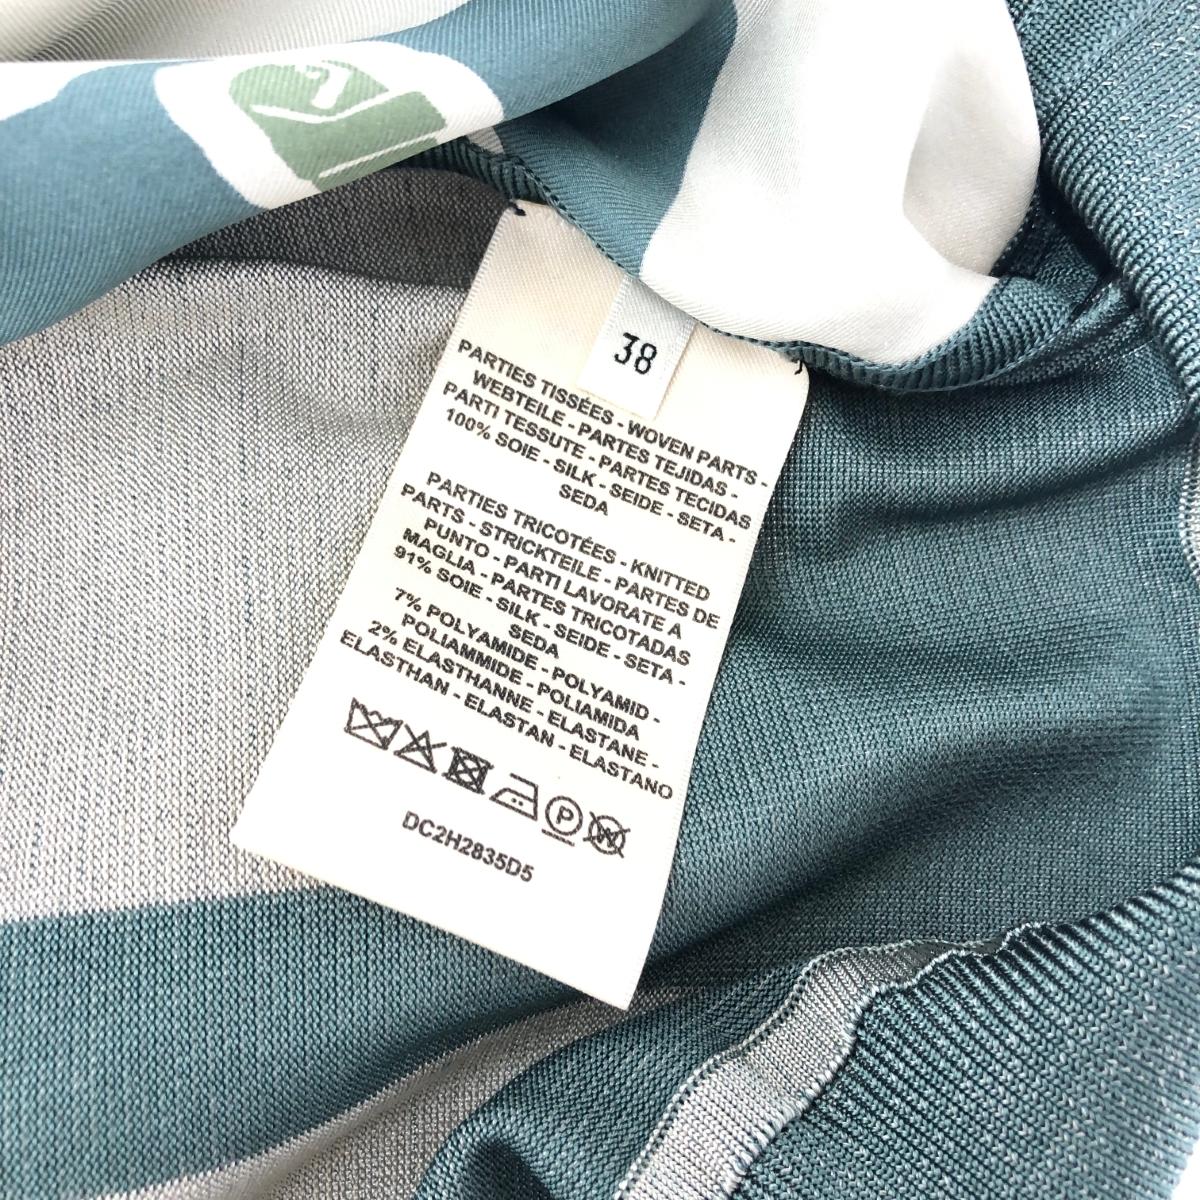 38
PARTIES TISSÉES - WOVEN PARTS -
WEBTEILE - PARTES TEJIDAS -
PARTI TESSUTE - PARTES TECIDAS
100% SOIE - SILK - SEIDE - SETA -
SEDA
PARTIES TRICOTÉES - KNITTED
PARTS - STRICKTEILE - PARTES DE
PUNTO - PARTI LAVORATE A
MAGLIA - PARTES TRICOTADAS
91% SOIE - SILK - SEIDE - SETA -
SEDA
7% POLYAMIDE - POLYAMID -
POLIAMMIDE - POLIAMIDA
2% ELASTHANNE - ELASTANE -
ELASTHAN - ELASTAN - ELASTANO
P W
DC2H2835D5